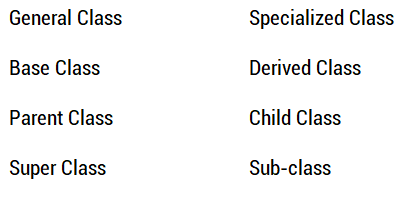 General Class Specialized Class
Base Class Derived Class
Parent Class Child Class
Super Class Sub-class